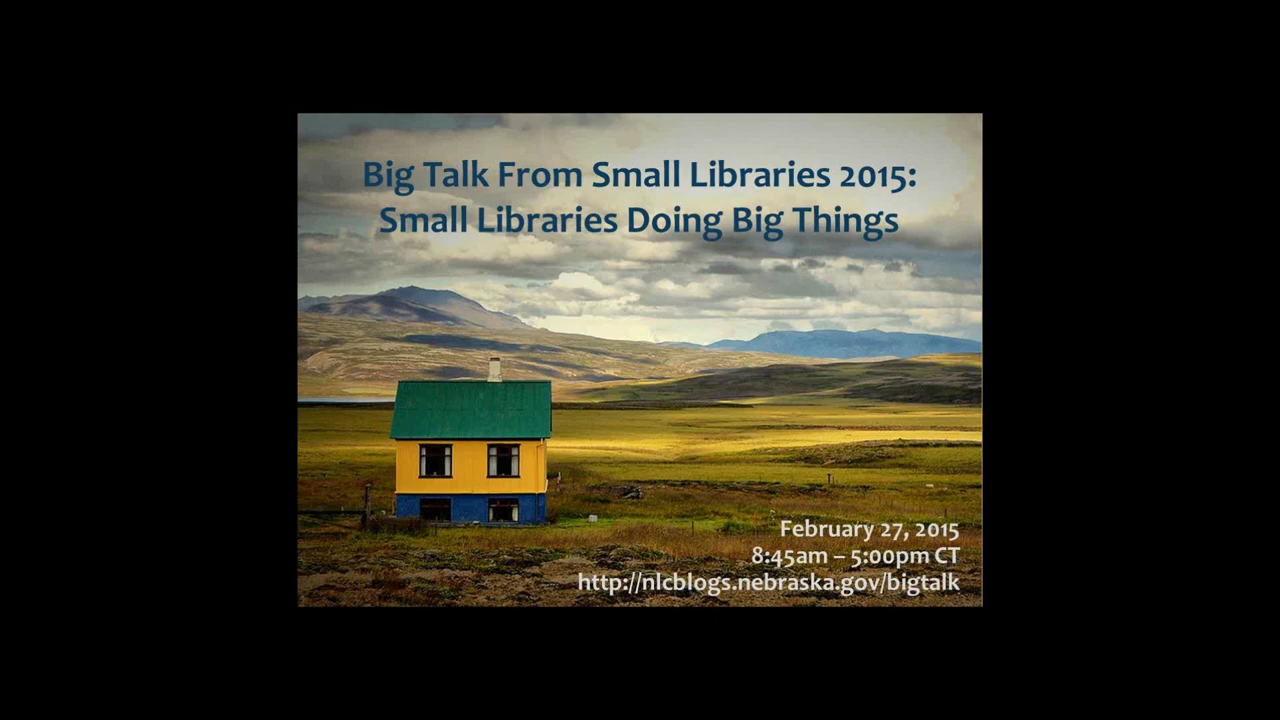 Big Talk From Small Libraries 2015:
Small Libraries Doing Big Things
February 27, 2015
8:45am – 5:00pm CT
http://nlcblogs.nebraska.gov/bigtalk